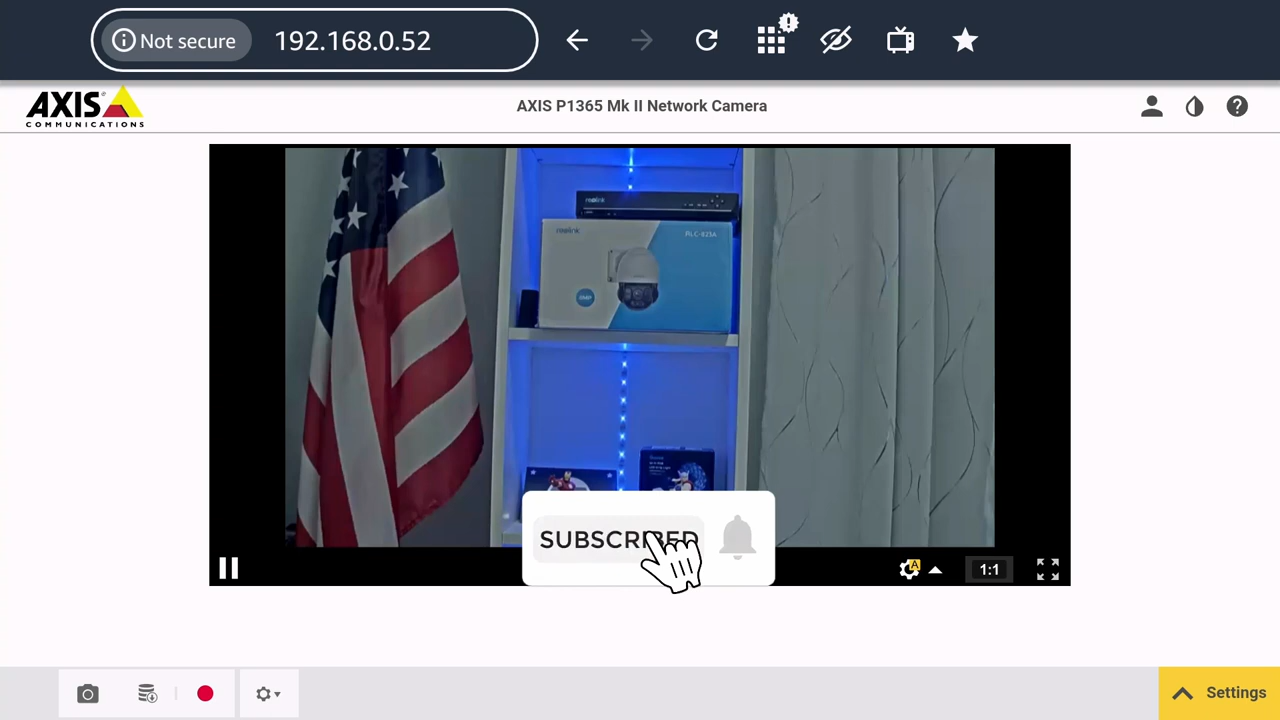 Not secure
192.168.0.52
AXIS
COMMUNICATIONS
AXIS P1365 Mk II Network Camera
reolink
reolink
RLC-823A
8MP
SUBSCRIBED
A
1:1
Settings